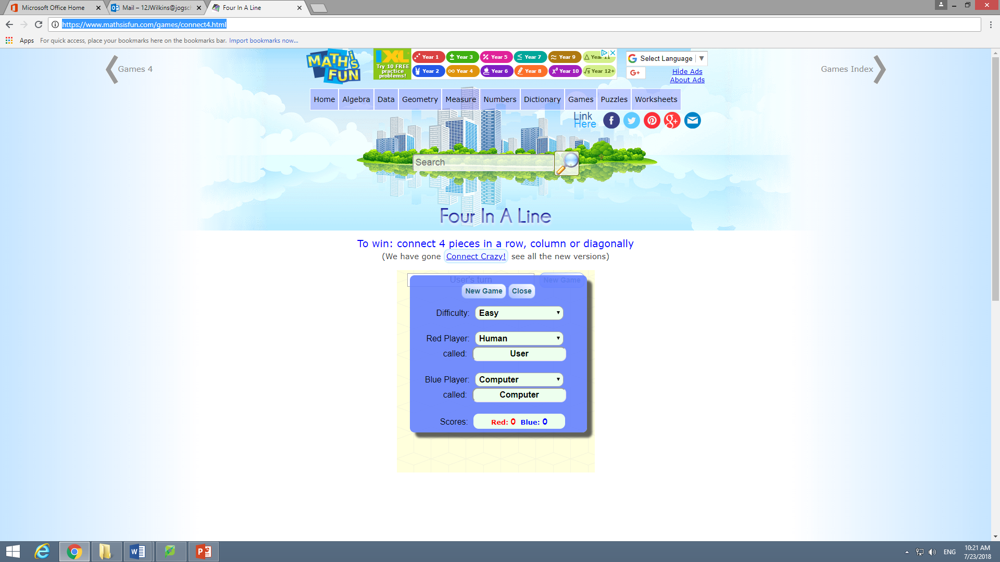 Microsoft Office Home
Mail – 12JWilkins@jogsch
Four In A Line
https://www.mathsisfun.com/games/connect4.html
Apps For quick access, place your bookmarks here on the bookmarks bar. Import bookmarks now...
Games 4
MATH is FUN
IXL
Try 10 FREE practice problems!
Year 1 Year 3 Year 5 Year 7 Year 9 Year 11
Year 2 Year 4 Year 6 Year 8 Year 10 Year 12+
Select Language
G+
Hide Ads
About Ads
Games Index
Home Algebra Data Geometry Measure Numbers Dictionary Games Puzzles Worksheets
Link
Here
Search
Four In A Line
To win: connect 4 pieces in a row, column or diagonally
(We have gone Connect Crazy! see all the new versions)
User's turn New Game
New Game Close
Difficulty: Easy
Red Player: Human
called: User
Blue Player: Computer
called: Computer
Scores: Red: 0 Blue: 0
ENG
10:21 AM
7/23/2018